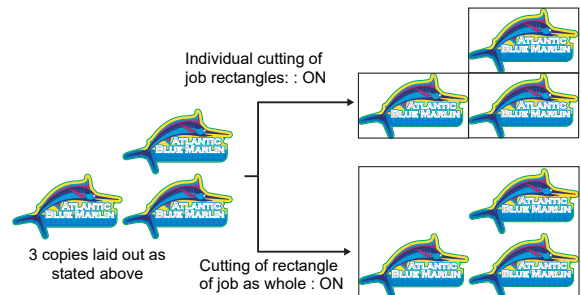 ATLANTIC
BLUE MARLIN
Individual cutting of
job rectangles: : ON
ATLANTIC
BLUE MARLIN
ATLANTIC
BLUE MARLIN
ATLANTIC
BLUE MARLIN
ATLANTIC
BLUE MARLIN
ATLANTIC
BLUE MARLIN
3 copies laid out as
stated above
Cutting of rectangle
of job as whole : ON
ATLANTIC
BLUE MARLIN
ATLANTIC
BLUE MARLIN
ATLANTIC
BLUE MARLIN